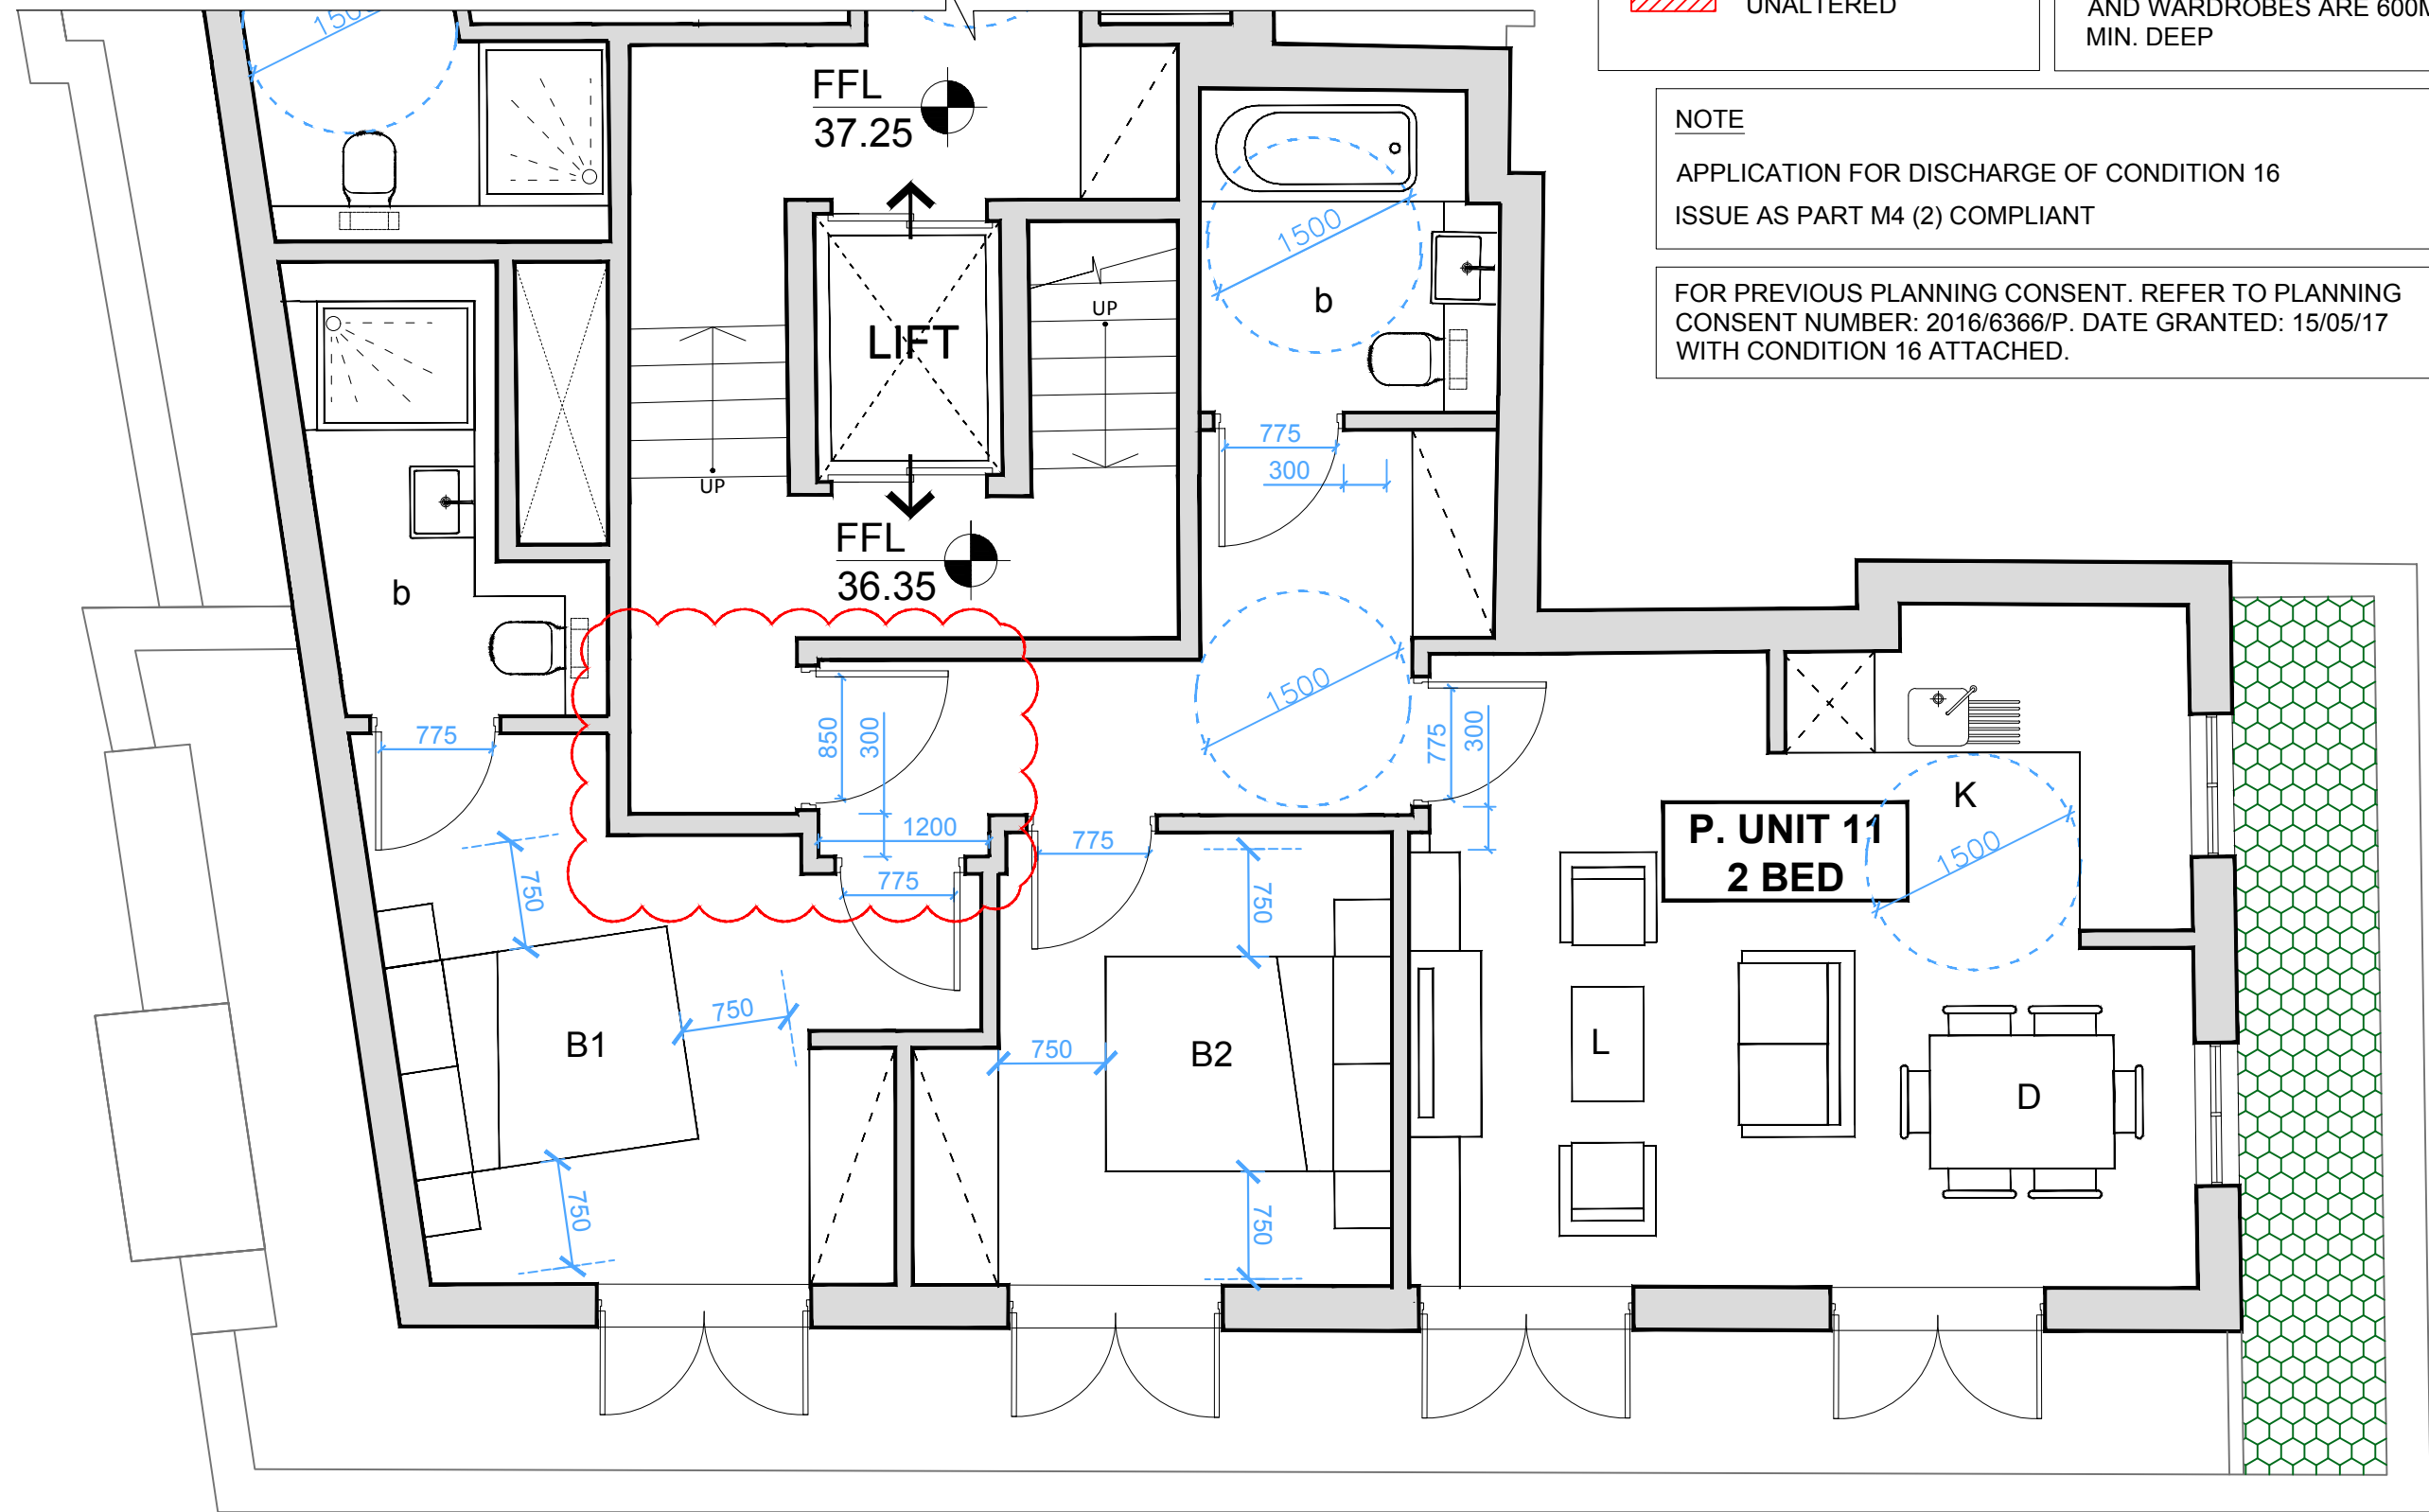 UNALTERED
AND WARDROBES ARE 600M
MIN. DEEP
NOTE
APPLICATION FOR DISCHARGE OF CONDITION 16
ISSUE AS PART M4 (2) COMPLIANT
FOR PREVIOUS PLANNING CONSENT. REFER TO PLANNING
CONSENT NUMBER: 2016/6366/P. DATE GRANTED: 15/05/17
WITH CONDITION 16 ATTACHED.
1500
FFL
37.25
1500
b
LIFT
UP
UP
775
300
FFL
36.35
b
775
850
300
1200
775
775
1500
775
300
K
1500
P. UNIT 11
2 BED
750
750
750
B1
750
750
750
B2
750
L
D